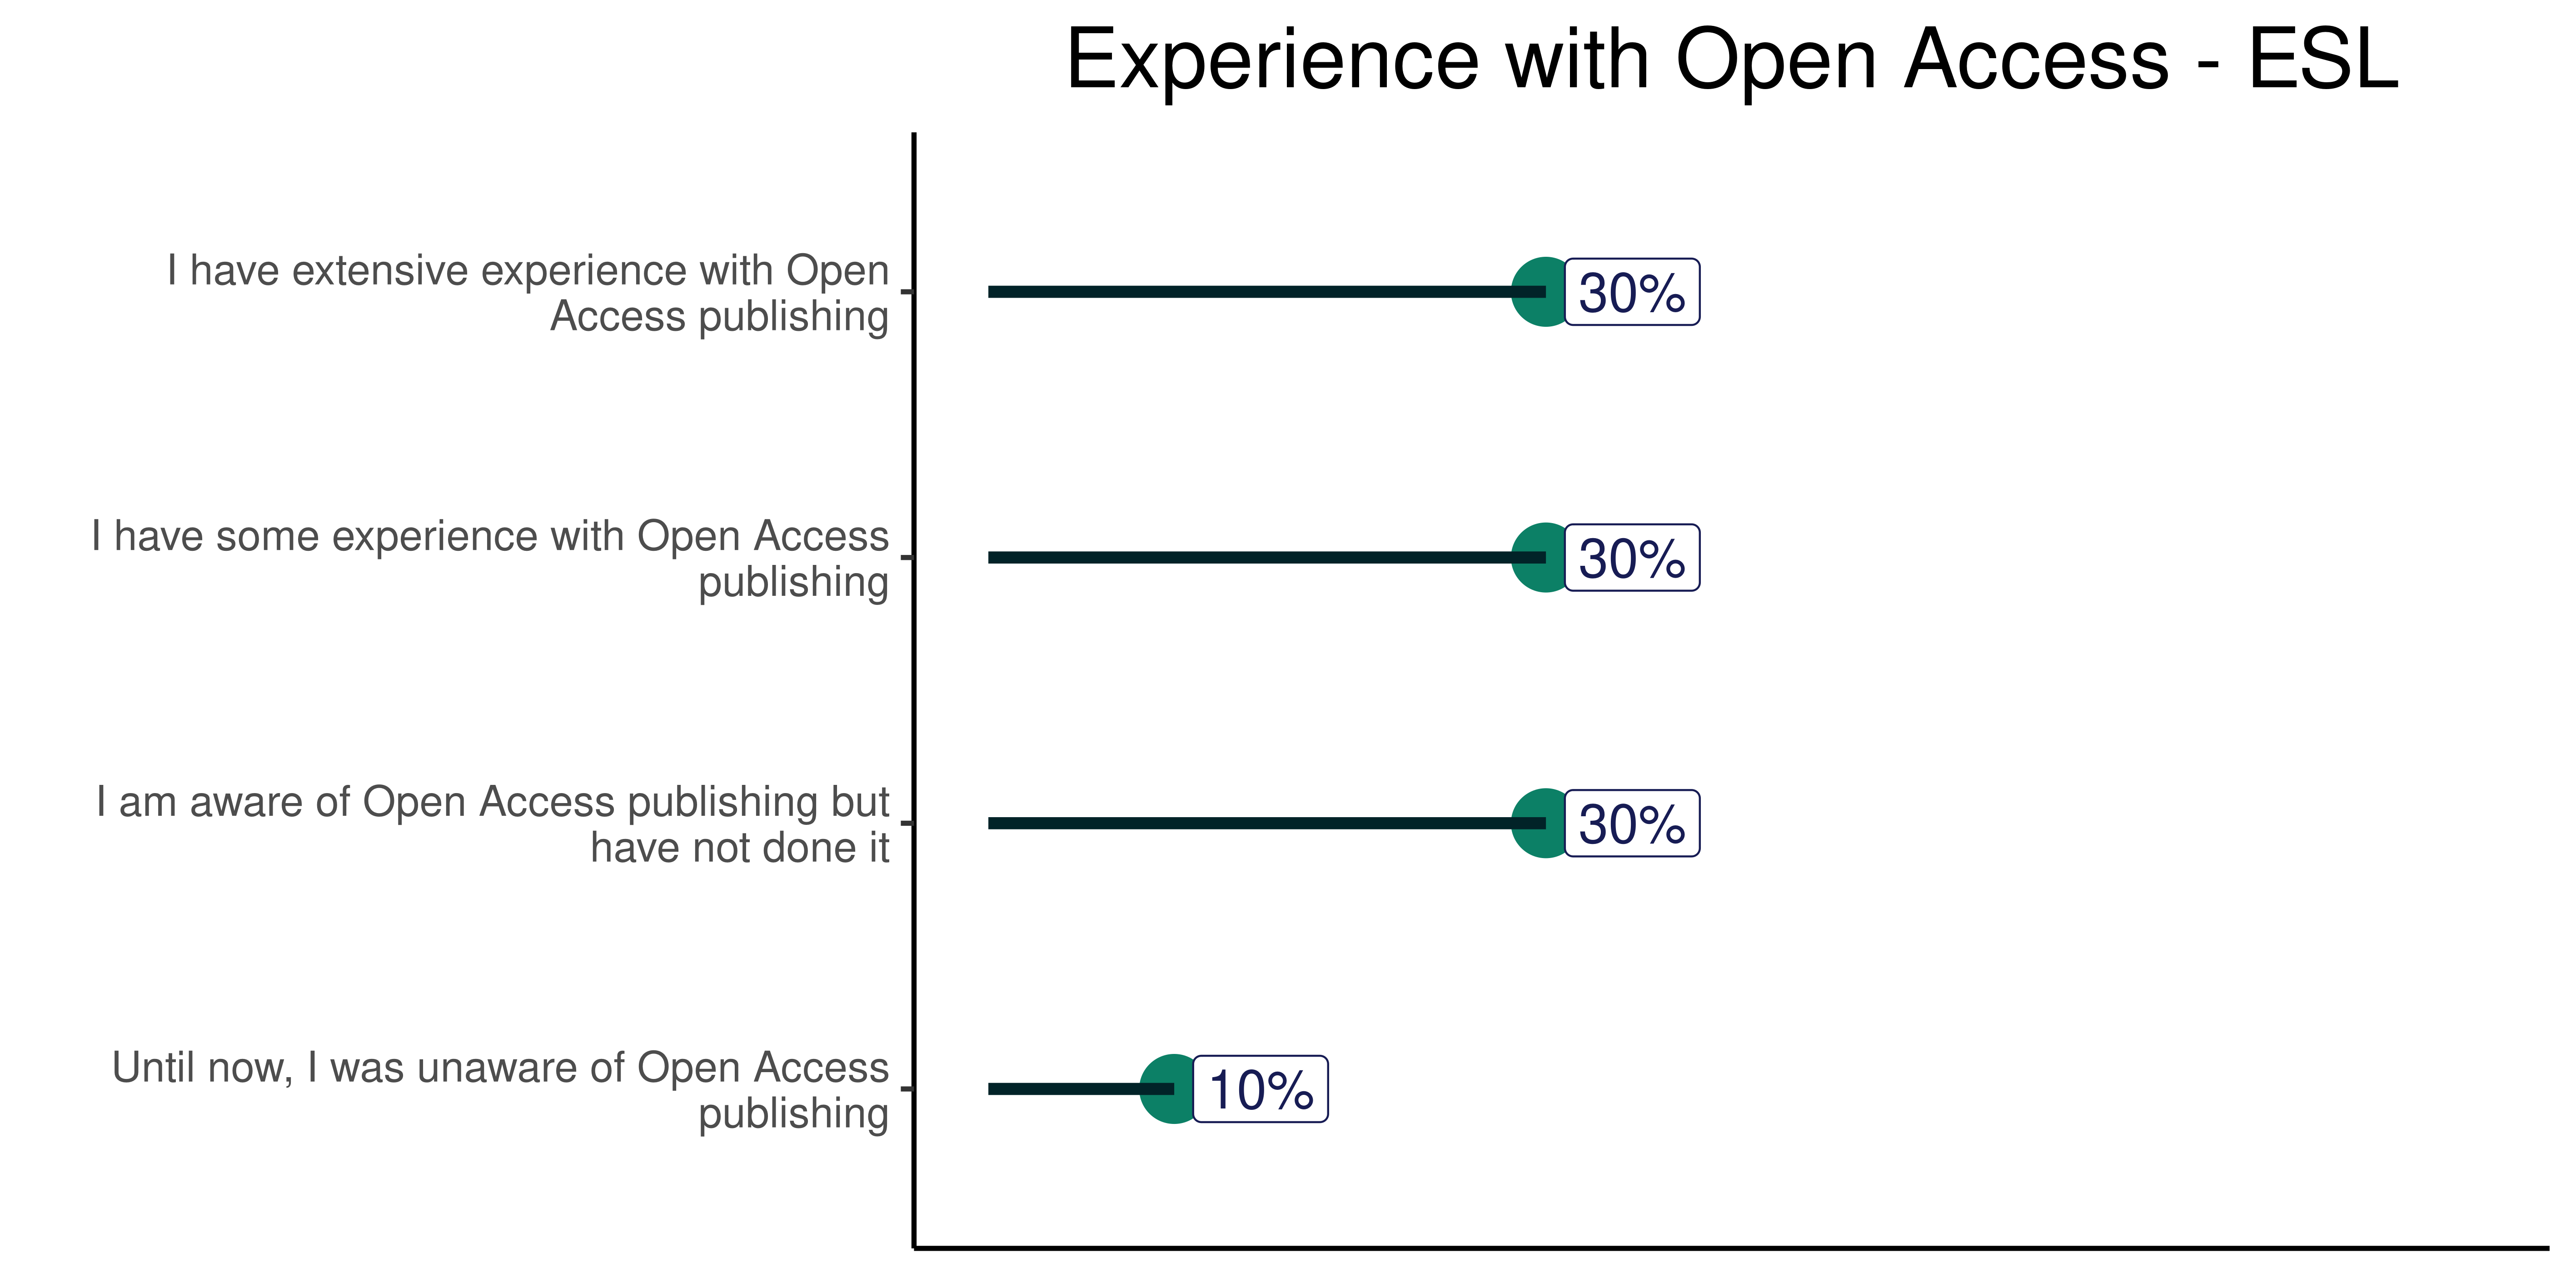 Experience with Open Access - ESL
I have extensive experience with Open
Access publishing
30%
I have some experience with Open Access
publishing
30%
I am aware of Open Access publishing but
have not done it
30%
Until now, I was unaware of Open Access
publishing
10%